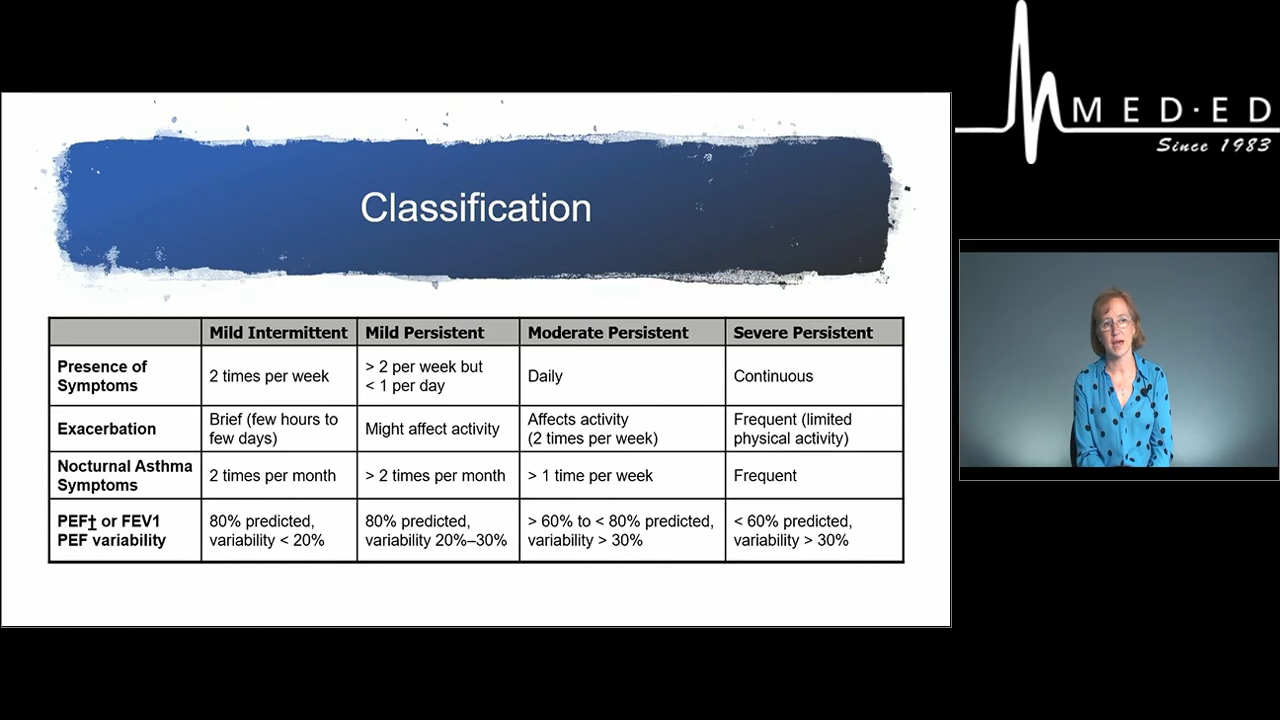 MED·ED
Since 1983
Classification
Mild Intermittent Mild Persistent Moderate Persistent Severe Persistent
Presence of Symptoms 2 times per week > 2 per week but < 1 per day Daily Continuous
Exacerbation Brief (few hours to few days) Might affect activity Affects activity (2 times per week) Frequent (limited physical activity)
Nocturnal Asthma Symptoms 2 times per month > 2 times per month > 1 time per week Frequent
PEF† or FEV1 PEF variability 80% predicted, variability < 20% 80% predicted, variability 20%–30% > 60% to < 80% predicted, variability > 30% < 60% predicted, variability > 30%